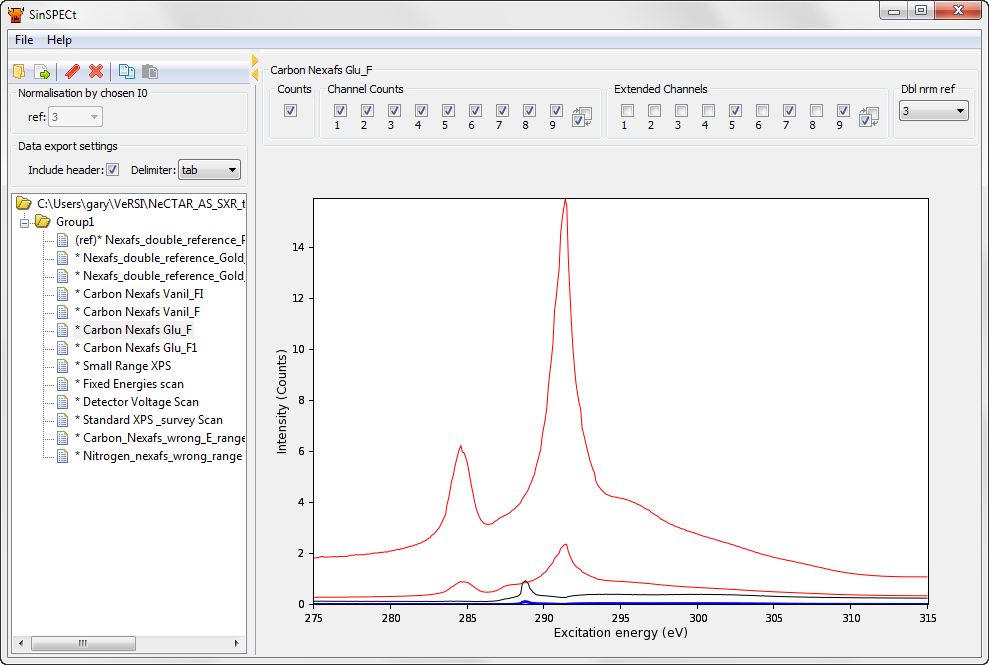 SinSPECt
File Help
Normalisation by chosen I0
ref: 3
Data export settings
Include header: Delimiter: tab
C:\Users\gary\VeRSI\NeCTAR_AS_SXR_t
Group1
(ref)* Nexafs_double_reference_F
* Nexafs_double_reference_Gold_
* Nexafs_double_reference_Gold_
* Carbon Nexafs Vanil_FI
* Carbon Nexafs Vanil_F
* Carbon Nexafs Glu_F
* Carbon Nexafs Glu_F1
* Small Range XPS
* Fixed Energies scan
* Detector Voltage Scan
* Standard XPS _survey Scan
* Carbon_Nexafs_wrong_E_range
* Nitrogen_nexafs_wrong_range
Carbon Nexafs Glu_F
Counts Channel Counts Extended Channels Dbl nrm ref
1 2 3 4 5 6 7 8 9 1 2 3 4 5 6 7 8 9 3
14
12
10
8
6
4
2
0
Intensity (Counts)
275 280 285 290 295 300 305 310 315
Excitation energy (eV)